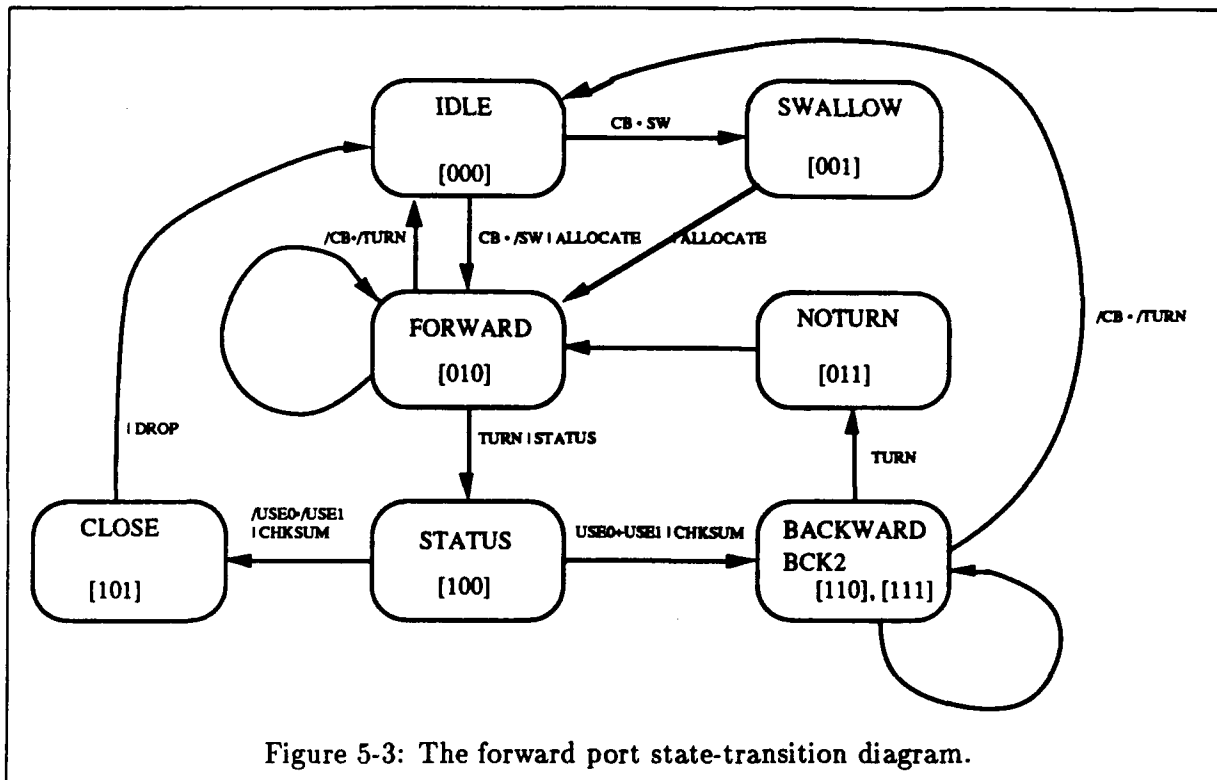 IDLE
[000]
CB · SW
SWALLOW
[001]
/CB·/TURN
CB · /SW | ALLOCATE
/ ALLOCATE
FORWARD
[010]
NOTURN
[011]
/CB · /TURN
| DROP
TURN | STATUS
TURN
CLOSE
[101]
/USE0·/USE1
| CHKSUM
STATUS
[100]
USE0+USE1 | CHKSUM
BACKWARD
BCK2
[110], [111]
Figure 5-3: The forward port state-transition diagram.